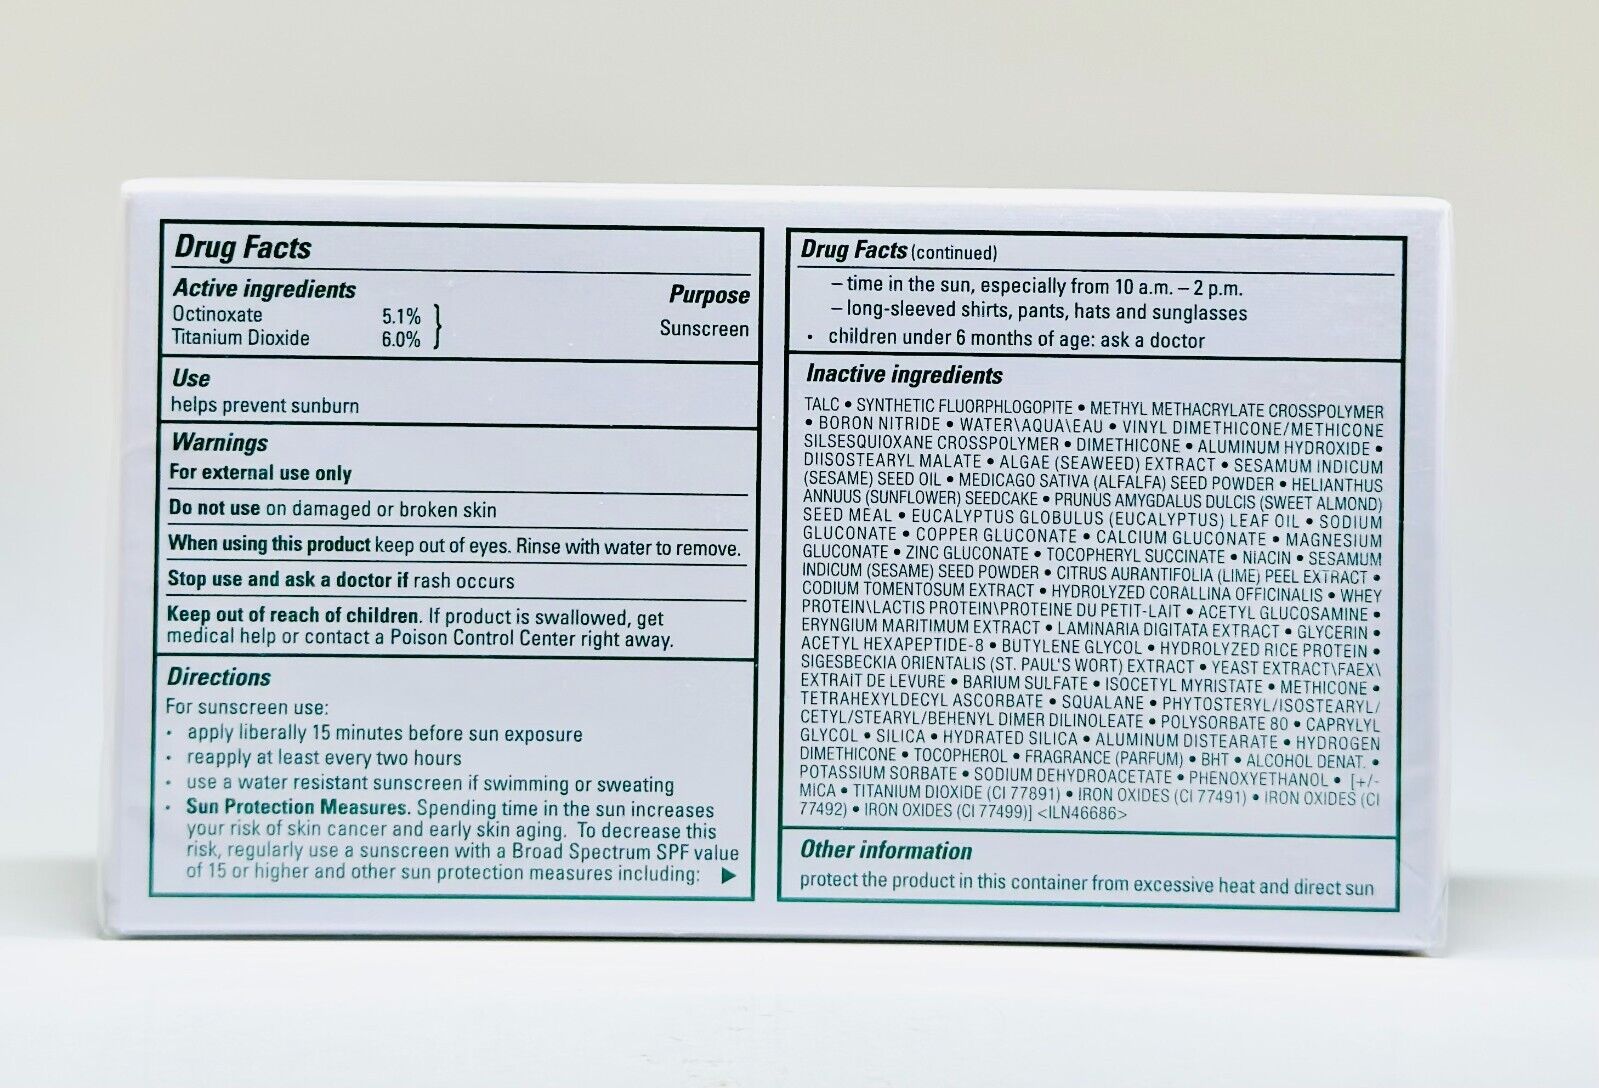 Drug Facts
Active ingredients Purpose
Octinoxate 5.1% } Sunscreen
Titanium Dioxide 6.0%
Use
helps prevent sunburn
Warnings
For external use only
Do not use on damaged or broken skin
When using this product keep out of eyes. Rinse with water to remove.
Stop use and ask a doctor if rash occurs
Keep out of reach of children. If product is swallowed, get
medical help or contact a Poison Control Center right away.
Directions
For sunscreen use:
• apply liberally 15 minutes before sun exposure
• reapply at least every two hours
• use a water resistant sunscreen if swimming or sweating
• Sun Protection Measures. Spending time in the sun increases
your risk of skin cancer and early skin aging. To decrease this
risk, regularly use a sunscreen with a Broad Spectrum SPF value
of 15 or higher and other sun protection measures including: ▶
Drug Facts (continued)
– time in the sun, especially from 10 a.m. – 2 p.m.
– long-sleeved shirts, pants, hats and sunglasses
• children under 6 months of age: ask a doctor
Inactive ingredients
TALC • SYNTHETIC FLUORPHLOGOPITE • METHYL METHACRYLATE CROSSPOLYMER
• BORON NITRIDE • WATER\AQUA\EAU • VINYL DIMETHICONE/METHICONE
SILSESQUIOXANE CROSSPOLYMER • DIMETHICONE • ALUMINUM HYDROXIDE •
DIISOSTEARYL MALATE • ALGAE (SEAWEED) EXTRACT • SESAMUM INDICUM
(SESAME) SEED OIL • MEDICAGO SATIVA (ALFALFA) SEED POWDER • HELIANTHUS
ANNUUS (SUNFLOWER) SEEDCAKE • PRUNUS AMYGDALUS DULCIS (SWEET ALMOND)
SEED MEAL • EUCALYPTUS GLOBULUS (EUCALYPTUS) LEAF OIL • SODIUM
GLUCONATE • COPPER GLUCONATE • CALCIUM GLUCONATE • MAGNESIUM
GLUCONATE • ZINC GLUCONATE • TOCOPHERYL SUCCINATE • NIACIN • SESAMUM
INDICUM (SESAME) SEED POWDER • CITRUS AURANTIFOLIA (LIME) PEEL EXTRACT •
CODIUM TOMENTOSUM EXTRACT • HYDROLYZED CORALLINA OFFICINALIS • WHEY
PROTEIN\LACTIS PROTEIN\PROTEINE DU PETIT-LAIT • ACETYL GLUCOSAMINE •
ERYNGIUM MARITIMUM EXTRACT • LAMINARIA DIGITATA EXTRACT • GLYCERIN •
ACETYL HEXAPEPTIDE-8 • BUTYLENE GLYCOL • HYDROLYZED RICE PROTEIN •
SIGESBECKIA ORIENTALIS (ST. PAUL'S WORT) EXTRACT • YEAST EXTRACT\FAEX\
EXTRAIT DE LEVURE • BARIUM SULFATE • ISOCETYL MYRISTATE • METHICONE •
TETRAHEXYLDECYL ASCORBATE • SQUALANE • PHYTOSTERYL/ISOSTEARYL/
CETYL/STEARYL/BEHENYL DIMER DILINOLEATE • POLYSORBATE 80 • CAPRYLYL
GLYCOL • SILICA • HYDRATED SILICA • ALUMINUM DISTEARATE • HYDROGEN
DIMETHICONE • TOCOPHEROL • FRAGRANCE (PARFUM) • BHT • ALCOHOL DENAT. •
POTASSIUM SORBATE • SODIUM DEHYDROACETATE • PHENOXYETHANOL • [+/-
MICA • TITANIUM DIOXIDE (CI 77891) • IRON OXIDES (CI 77491) • IRON OXIDES (CI
77492) • IRON OXIDES (CI 77499)] <ILN46686>
Other information
protect the product in this container from excessive heat and direct sun